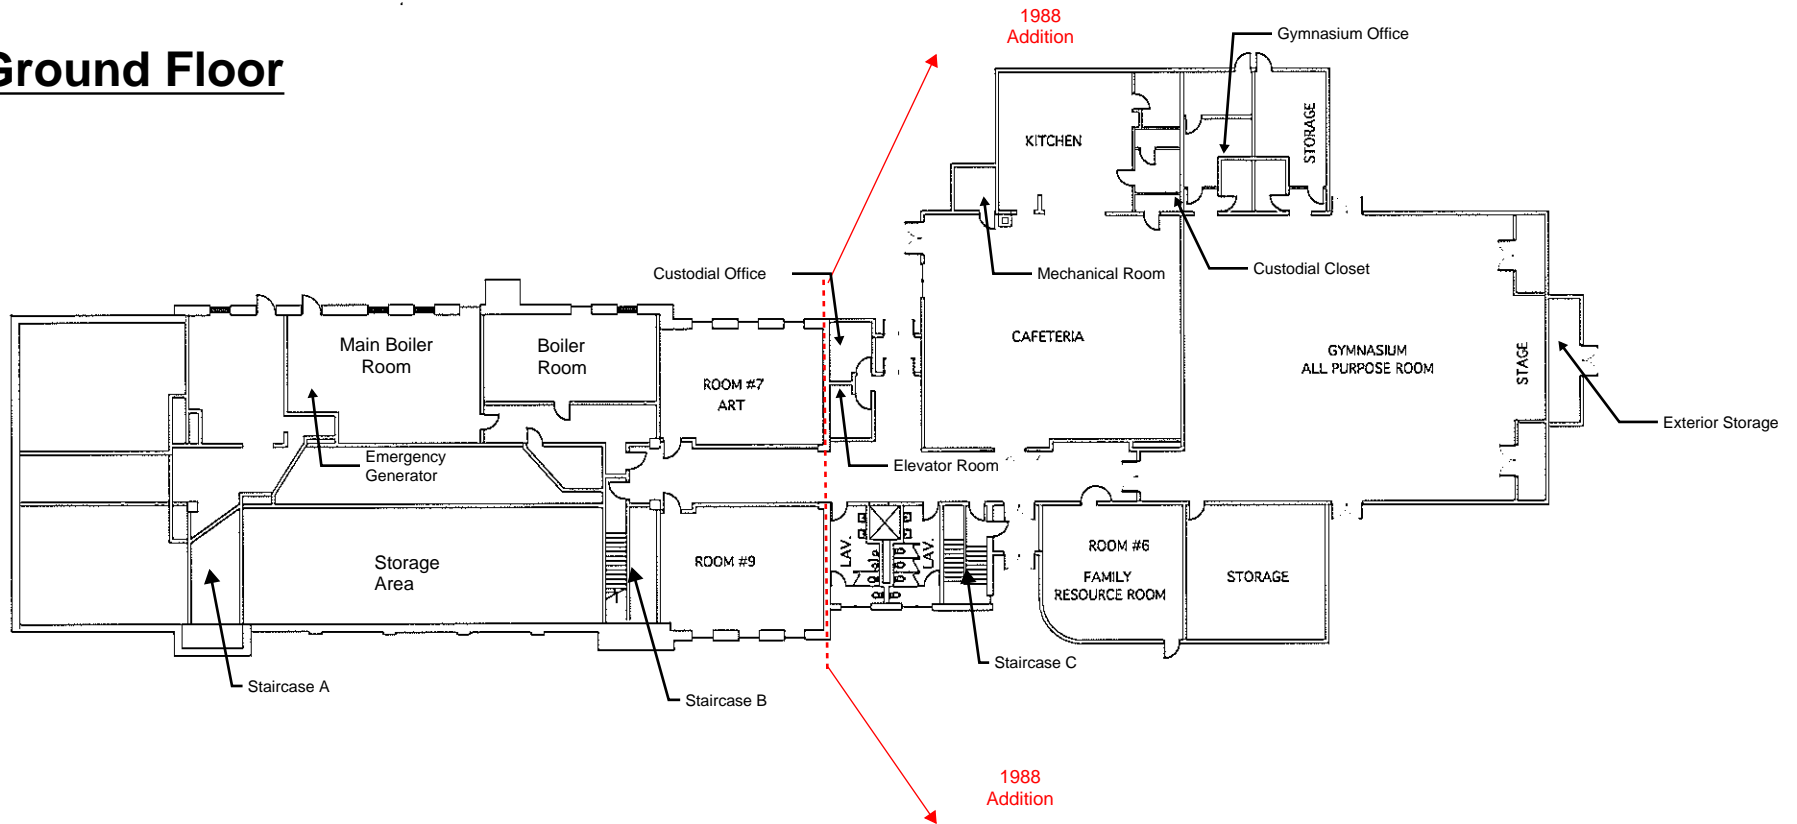 1988
Addition
Gymnasium Office
Ground Floor
KITCHEN
STORAGE
Custodial Office
Mechanical Room
Custodial Closet
Main Boiler
Room
Boiler
Room
CAFETERIA
GYMNASIUM
ALL PURPOSE ROOM
STAGE
ROOM #7
ART
Exterior Storage
Emergency
Generator
Elevator Room
Storage
Area
ROOM #9
LAV.
LAV.
ROOM #6
FAMILY
RESOURCE ROOM
STORAGE
Staircase A
Staircase B
Staircase C
1988
Addition